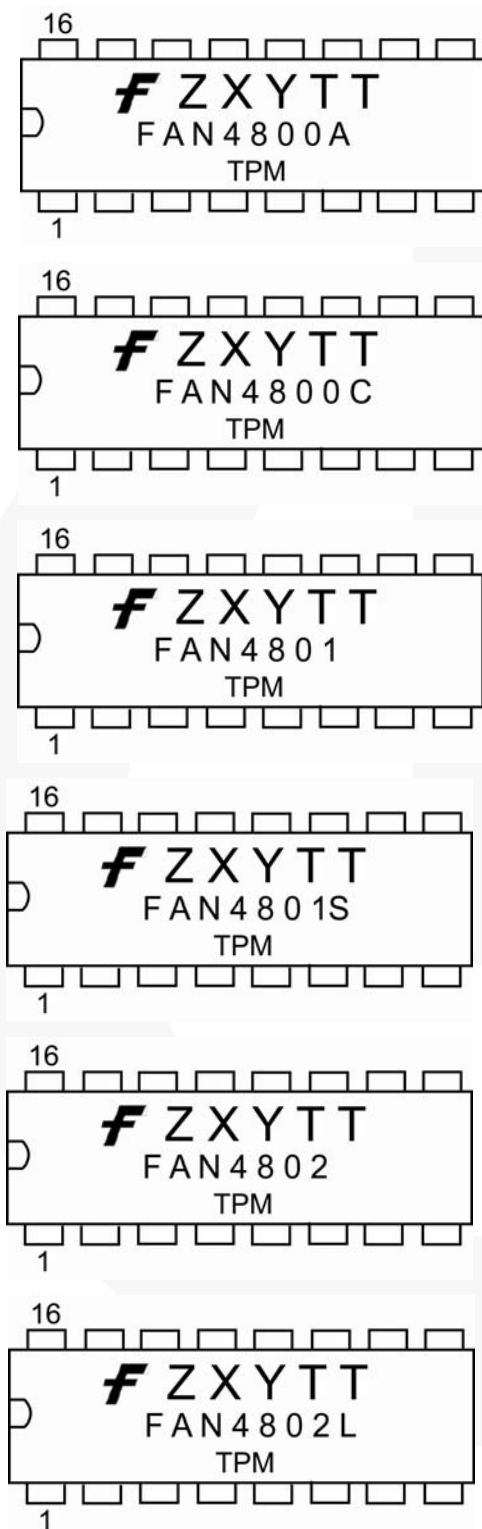 16
ZXYTT
FAN4800A
TPM
1
16
ZXYTT
FAN4800C
TPM
1
16
ZXYTT
FAN4801
TPM
1
16
ZXYTT
FAN4801S
TPM
1
16
ZXYTT
FAN4802
TPM
1
16
ZXYTT
FAN4802L
TPM
1